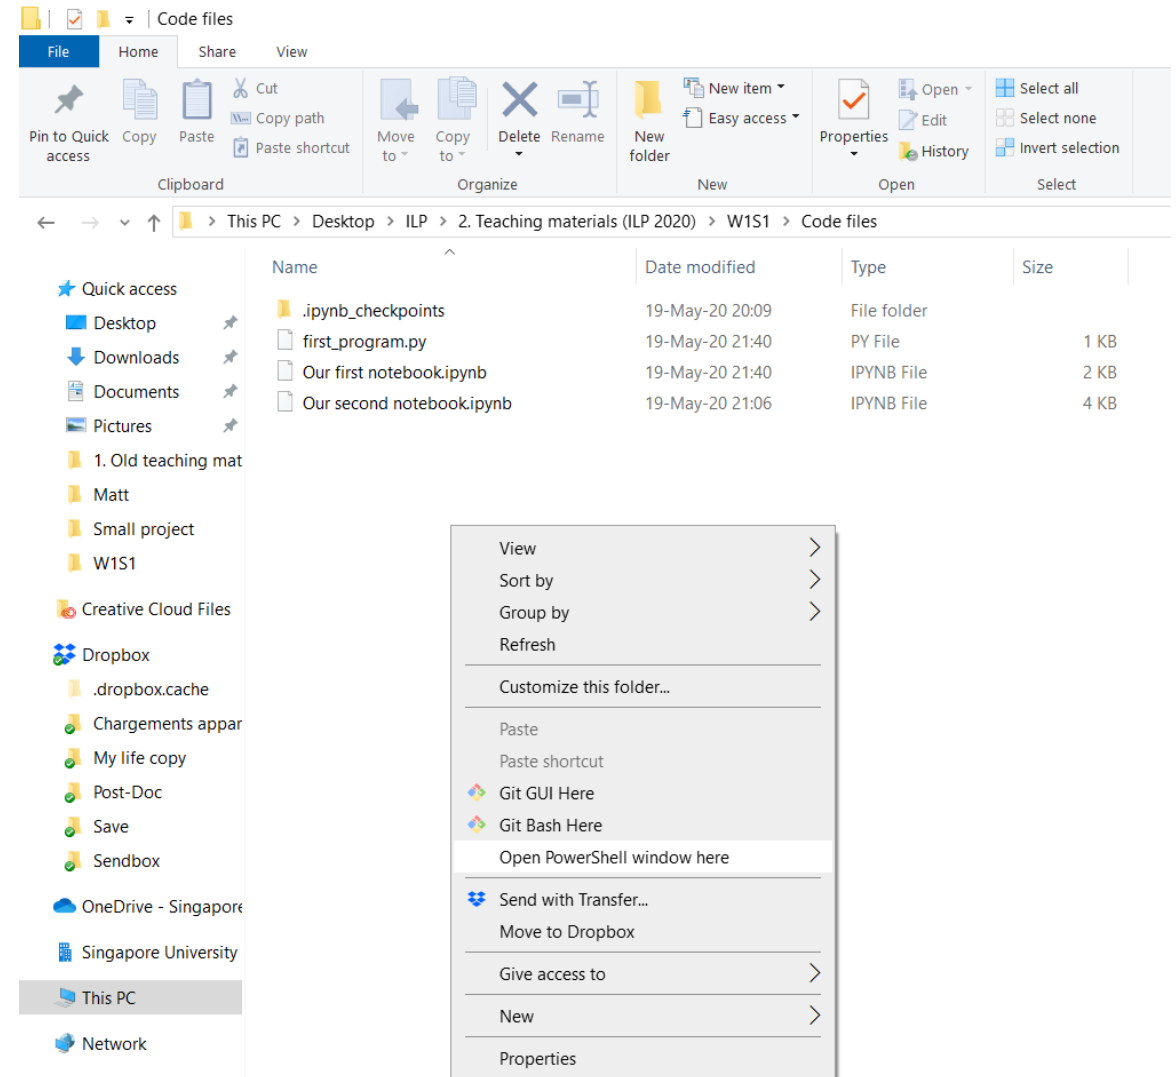 Code files
File Home Share View
Pin to Quick access
Copy
Paste
Cut
Copy path
Paste shortcut
Clipboard
Move to
Copy to
Delete
Rename
Organize
New folder
New item
Easy access
New
Properties
Open
Edit
History
Open
Select all
Select none
Invert selection
Select
This PC > Desktop > ILP > 2. Teaching materials (ILP 2020) > W1S1 > Code files
Name Date modified Type Size
.ipynb_checkpoints 19-May-20 20:09 File folder
first_program.py 19-May-20 21:40 PY File 1 KB
Our first notebook.ipynb 19-May-20 21:40 IPYNB File 2 KB
Our second notebook.ipynb 19-May-20 21:06 IPYNB File 4 KB
Quick access
Desktop
Downloads
Documents
Pictures
1. Old teaching mat
Matt
Small project
W1S1
Creative Cloud Files
Dropbox
.dropbox.cache
Chargements appar
My life copy
Post-Doc
Save
Sendbox
OneDrive - Singapore
Singapore University
This PC
Network
View
Sort by
Group by
Refresh
Customize this folder...
Paste
Paste shortcut
Git GUI Here
Git Bash Here
Open PowerShell window here
Send with Transfer...
Move to Dropbox
Give access to
New
Properties